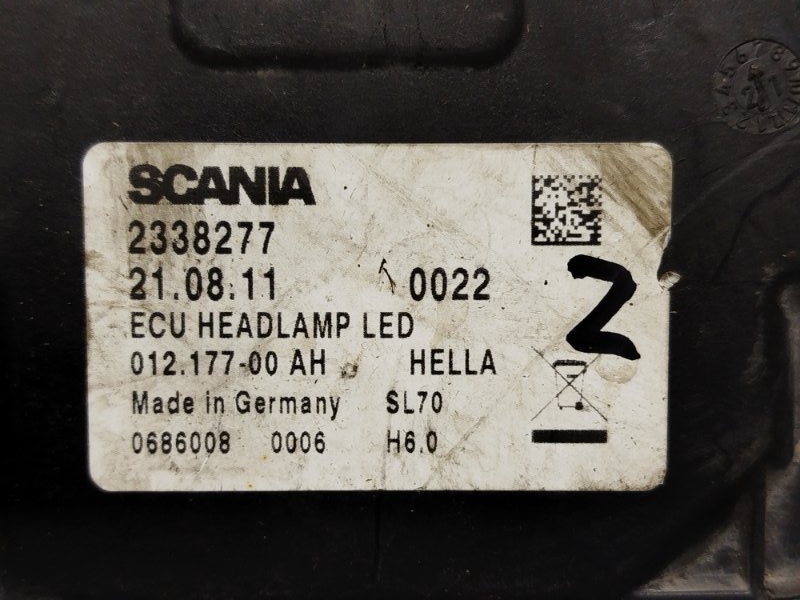 SCANIA
2338277
21.08.11 0022
ECU HEADLAMP LED
012.177-00 AH HELLA
Made in Germany SL70
0686008 0006 H6.0
Z